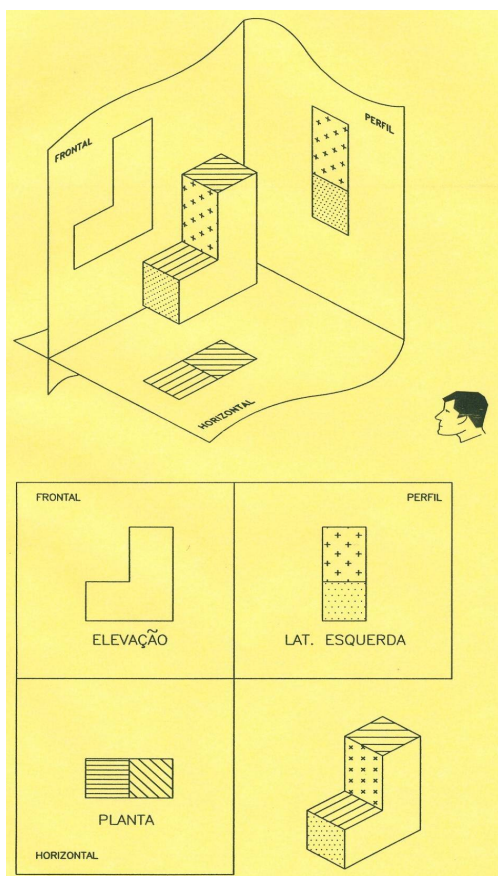 FRONTAL
PERFIL
HORIZONTAL
FRONTAL
PERFIL
ELEVAÇÃO
LAT. ESQUERDA
PLANTA
HORIZONTAL